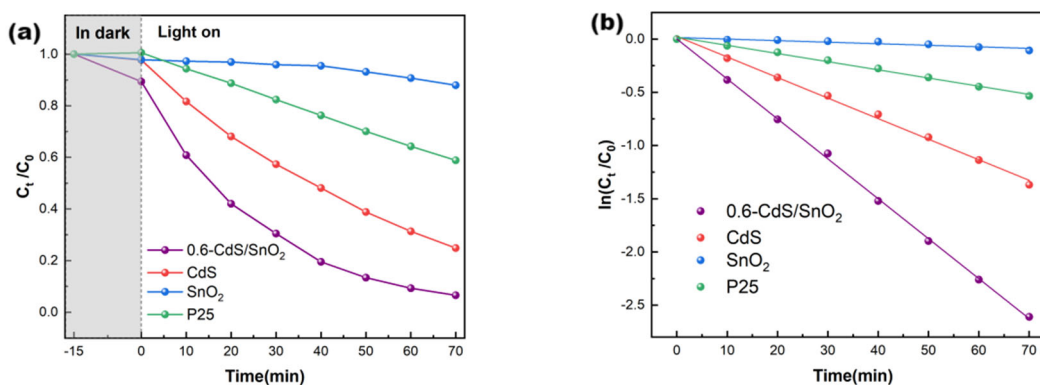 (a)
In dark
Light on
1.0
0.8
0.6
0.4
0.2
0.0
Cₜ /C₀
0.6-CdS/SnO₂
CdS
SnO₂
P25
-15
0
10
20
30
40
50
60
70
Time(min)
(b)
0.0
-0.5
-1.0
-1.5
-2.0
-2.5
ln(Cₜ /C₀)
0.6-CdS/SnO₂
CdS
SnO₂
P25
0
10
20
30
40
50
60
70
Time(min)